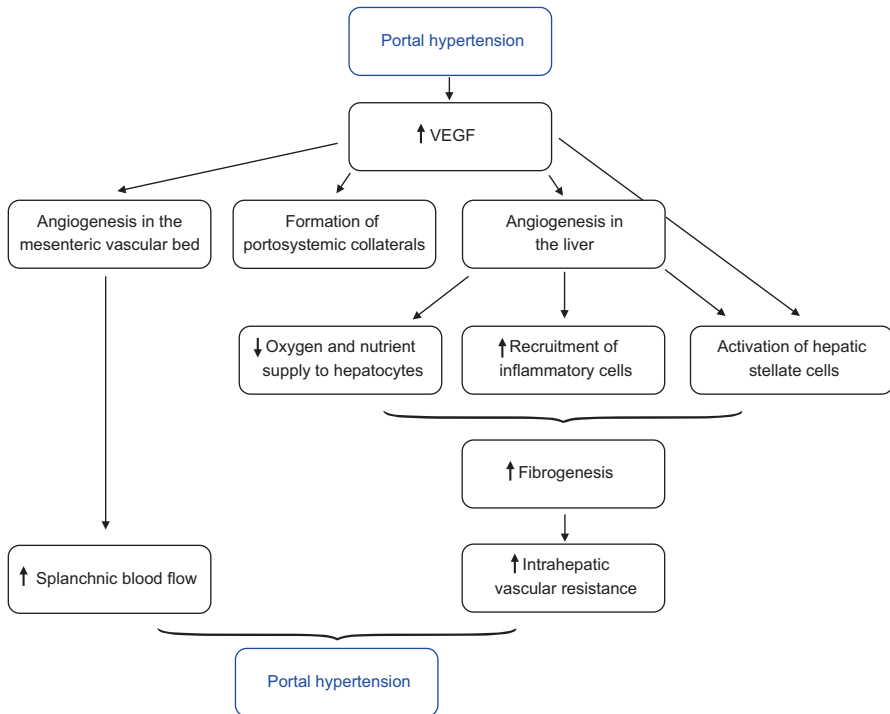 Portal hypertension
↑ VEGF
Angiogenesis in the
mesenteric vascular bed
Formation of
portosystemic collaterals
Angiogenesis in
the liver
↓ Oxygen and nutrient
supply to hepatocytes
↑ Recruitment of
inflammatory cells
Activation of hepatic
stellate cells
↑ Fibrogenesis
↑ Splanchnic blood flow
↑ Intrahepatic
vascular resistance
Portal hypertension